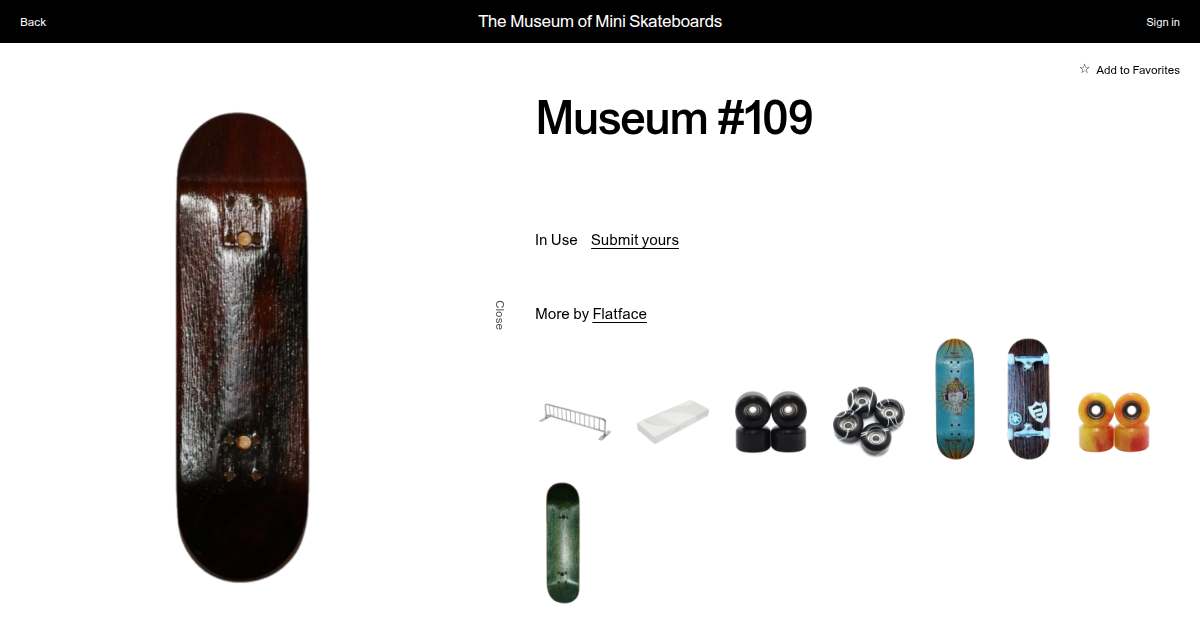 Back
The Museum of Mini Skateboards
Sign in
☆ Add to Favorites
Museum #109
In Use Submit yours
Close
More by Flatface